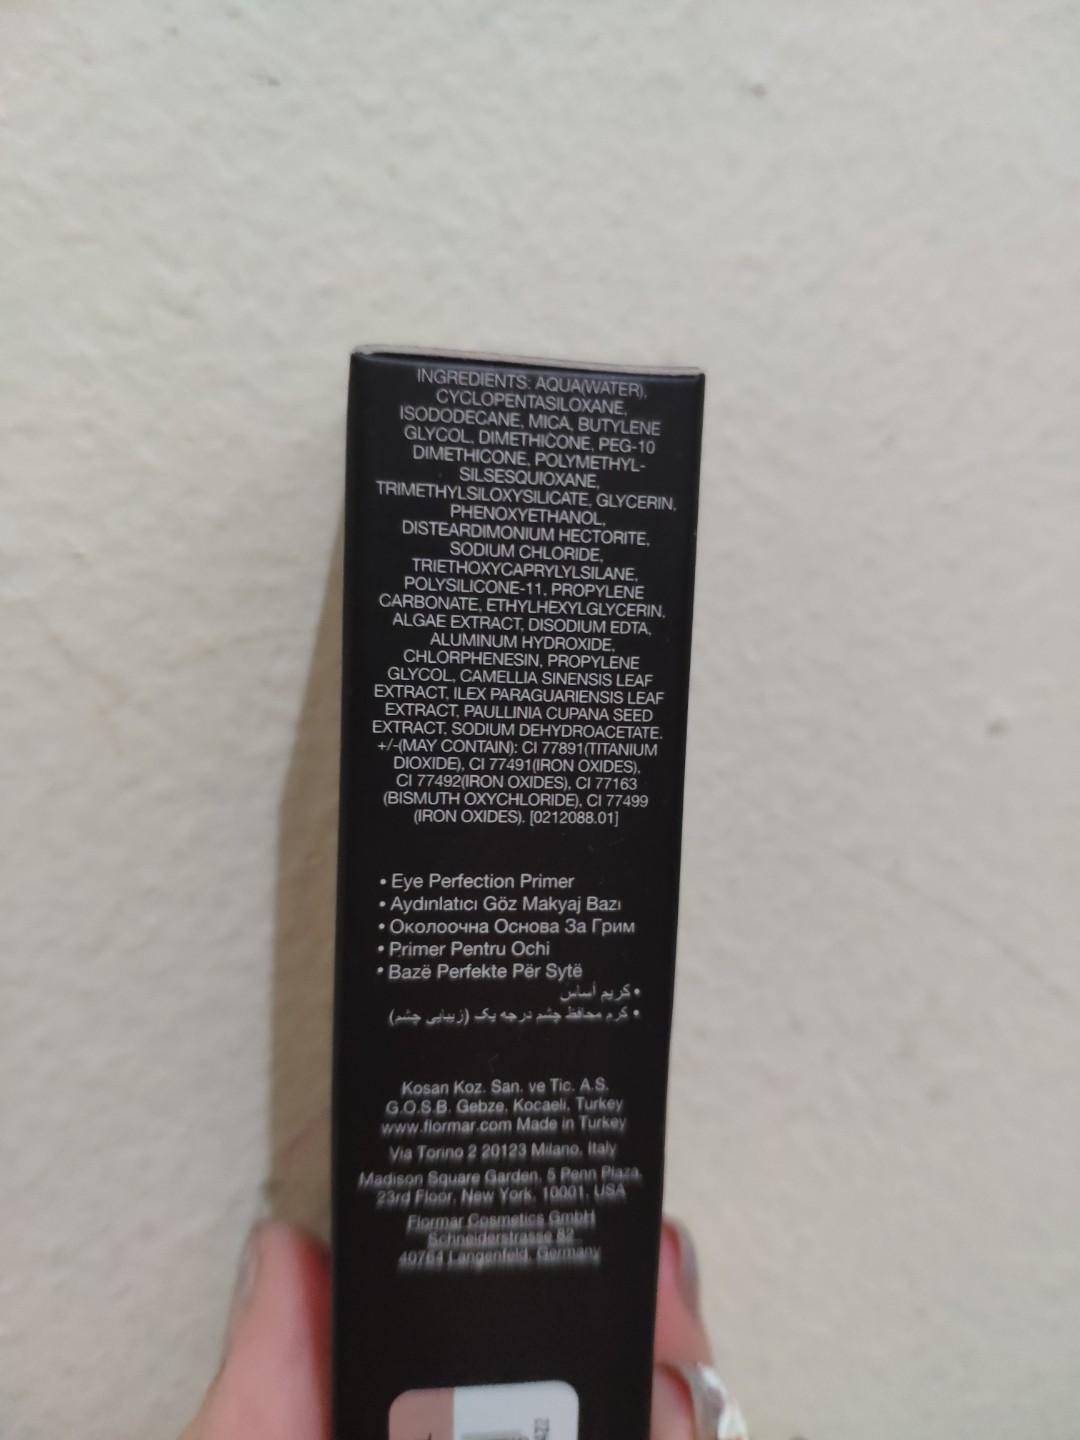 INGREDIENTS: AQUA(WATER),
CYCLOPENTASILOXANE,
ISODODECANE, MICA, BUTYLENE
GLYCOL, DIMETHICONE, PEG-10
DIMETHICONE, POLYMETHYL-
SILSESQUIOXANE,
TRIMETHYLSILOXYSILICATE, GLYCERIN,
PHENOXYETHANOL,
DISTEARDIMONIUM HECTORITE,
SODIUM CHLORIDE,
TRIETHOXYCAPRYLYLSILANE,
POLYSILICONE-11, PROPYLENE
CARBONATE, ETHYLHEXYLGLYCERIN,
ALGAE EXTRACT, DISODIUM EDTA,
ALUMINUM HYDROXIDE,
CHLORPHENESIN, PROPYLENE
GLYCOL, CAMELLIA SINENSIS LEAF
EXTRACT, ILEX PARAGUARIENSIS LEAF
EXTRACT, PAULLINIA CUPANA SEED
EXTRACT. SODIUM DEHYDROACETATE.
+/-(MAY CONTAIN): CI 77891(TITANIUM
DIOXIDE), CI 77491(IRON OXIDES),
CI 77492(IRON OXIDES), CI 77163
(BISMUTH OXYCHLORIDE), CI 77499
(IRON OXIDES). [0212088.01]
• Eye Perfection Primer
• Aydınlatıcı Göz Makyaj Bazı
• Околоочна Основа За Грим
• Primer Pentru Ochi
• Bazë Perfekte Për Sytë
• كريم أساس
• کرم محافظ چشم درجه یک (زیبایی چشم)
Kosan Koz. San. ve Tic. A.S.
G.O.S.B. Gebze, Kocaeli, Turkey
www.flormar.com Made in Turkey
Via Torino 2 20123 Milano, Italy
Madison Square Garden, 5 Penn Plaza,
23rd Floor, New York, 10001, USA
Flormar Cosmetics GmbH
Schneiderstrasse 82
40764 Langenfeld, Germany